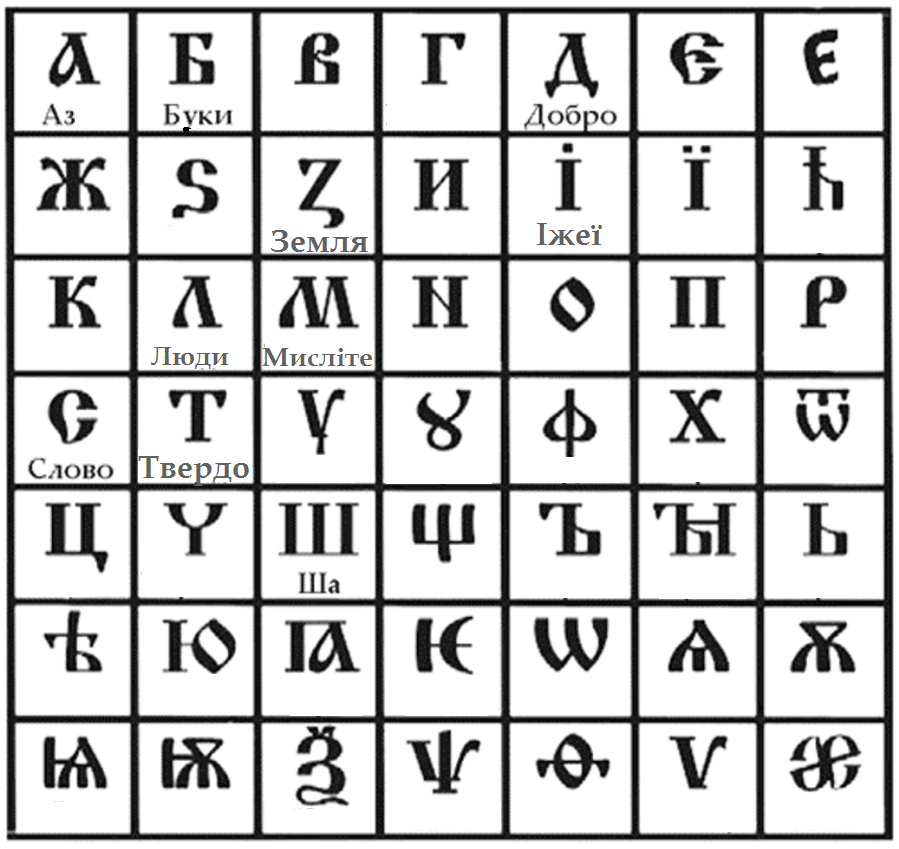 А Б В Г Д Є Е
Аз Буки Добро
Ж Ѕ Ꙁ И І Ї Ћ
Земля Іжеї
К Л М Н О П Р
Люди Мисліте
С Т Ѵ Ꙋ Ф Х Ѿ
Слово Твердо
Ц Ч Ш Щ Ъ Ꙑ Ь
Ша
Ѣ Ю Ꙗ Ѥ Ѡ Ѧ Ѫ
Ѩ Ѭ Ѯ Ѱ Ѳ Ѵ Ӕ